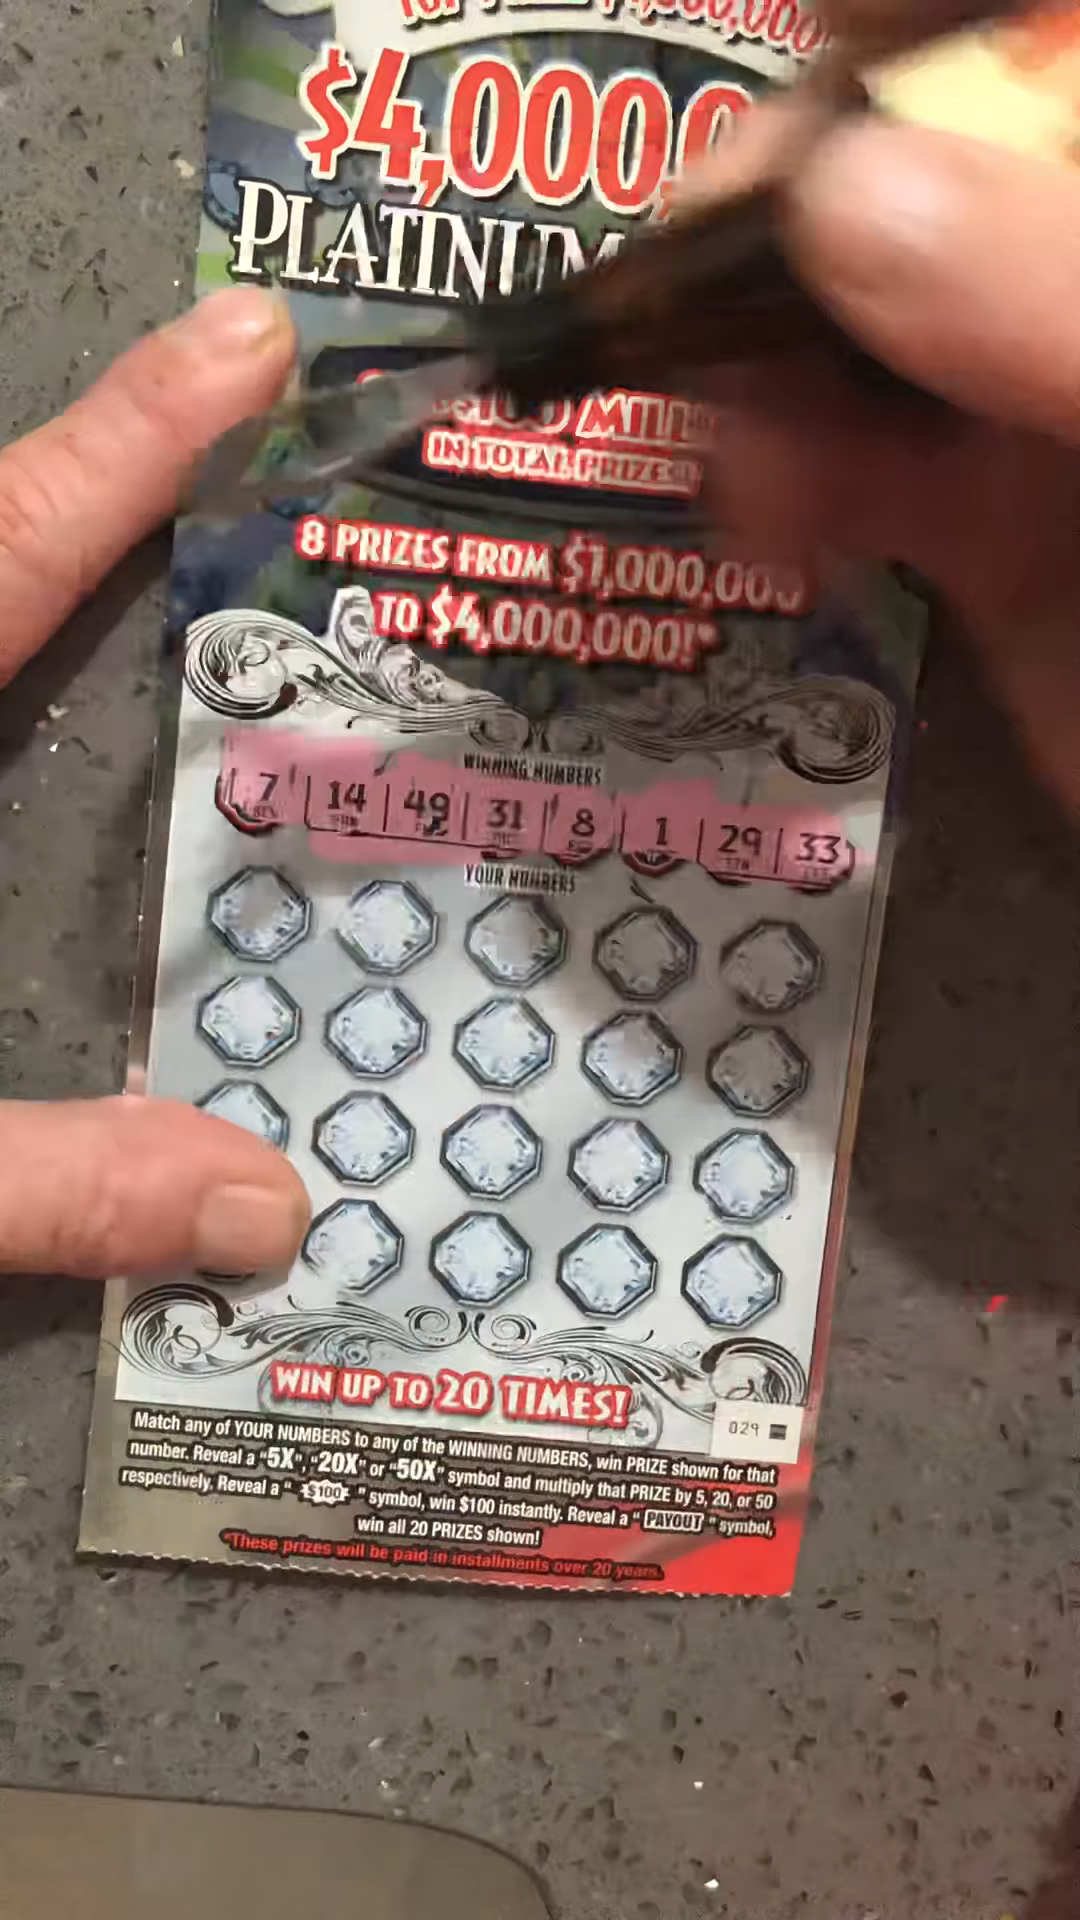 $4,000,
PLATINUM
MILL
IN TOTAL PRIZES!
8 PRIZES FROM $1,000,000
TO $4,000,000!*
WINNING NUMBERS
7 14 49 31 8 1 29 33
YOUR NUMBERS
WIN UP TO 20 TIMES!
029
Match any of YOUR NUMBERS to any of the WINNING NUMBERS, win PRIZE shown for that
number. Reveal a "5X", "20X" or "50X" symbol and multiply that PRIZE by 5, 20, or 50
respectively. Reveal a " $100 " symbol, win $100 instantly. Reveal a " PAYOUT " symbol,
win all 20 PRIZES shown!
*These prizes will be paid in installments over 20 years.